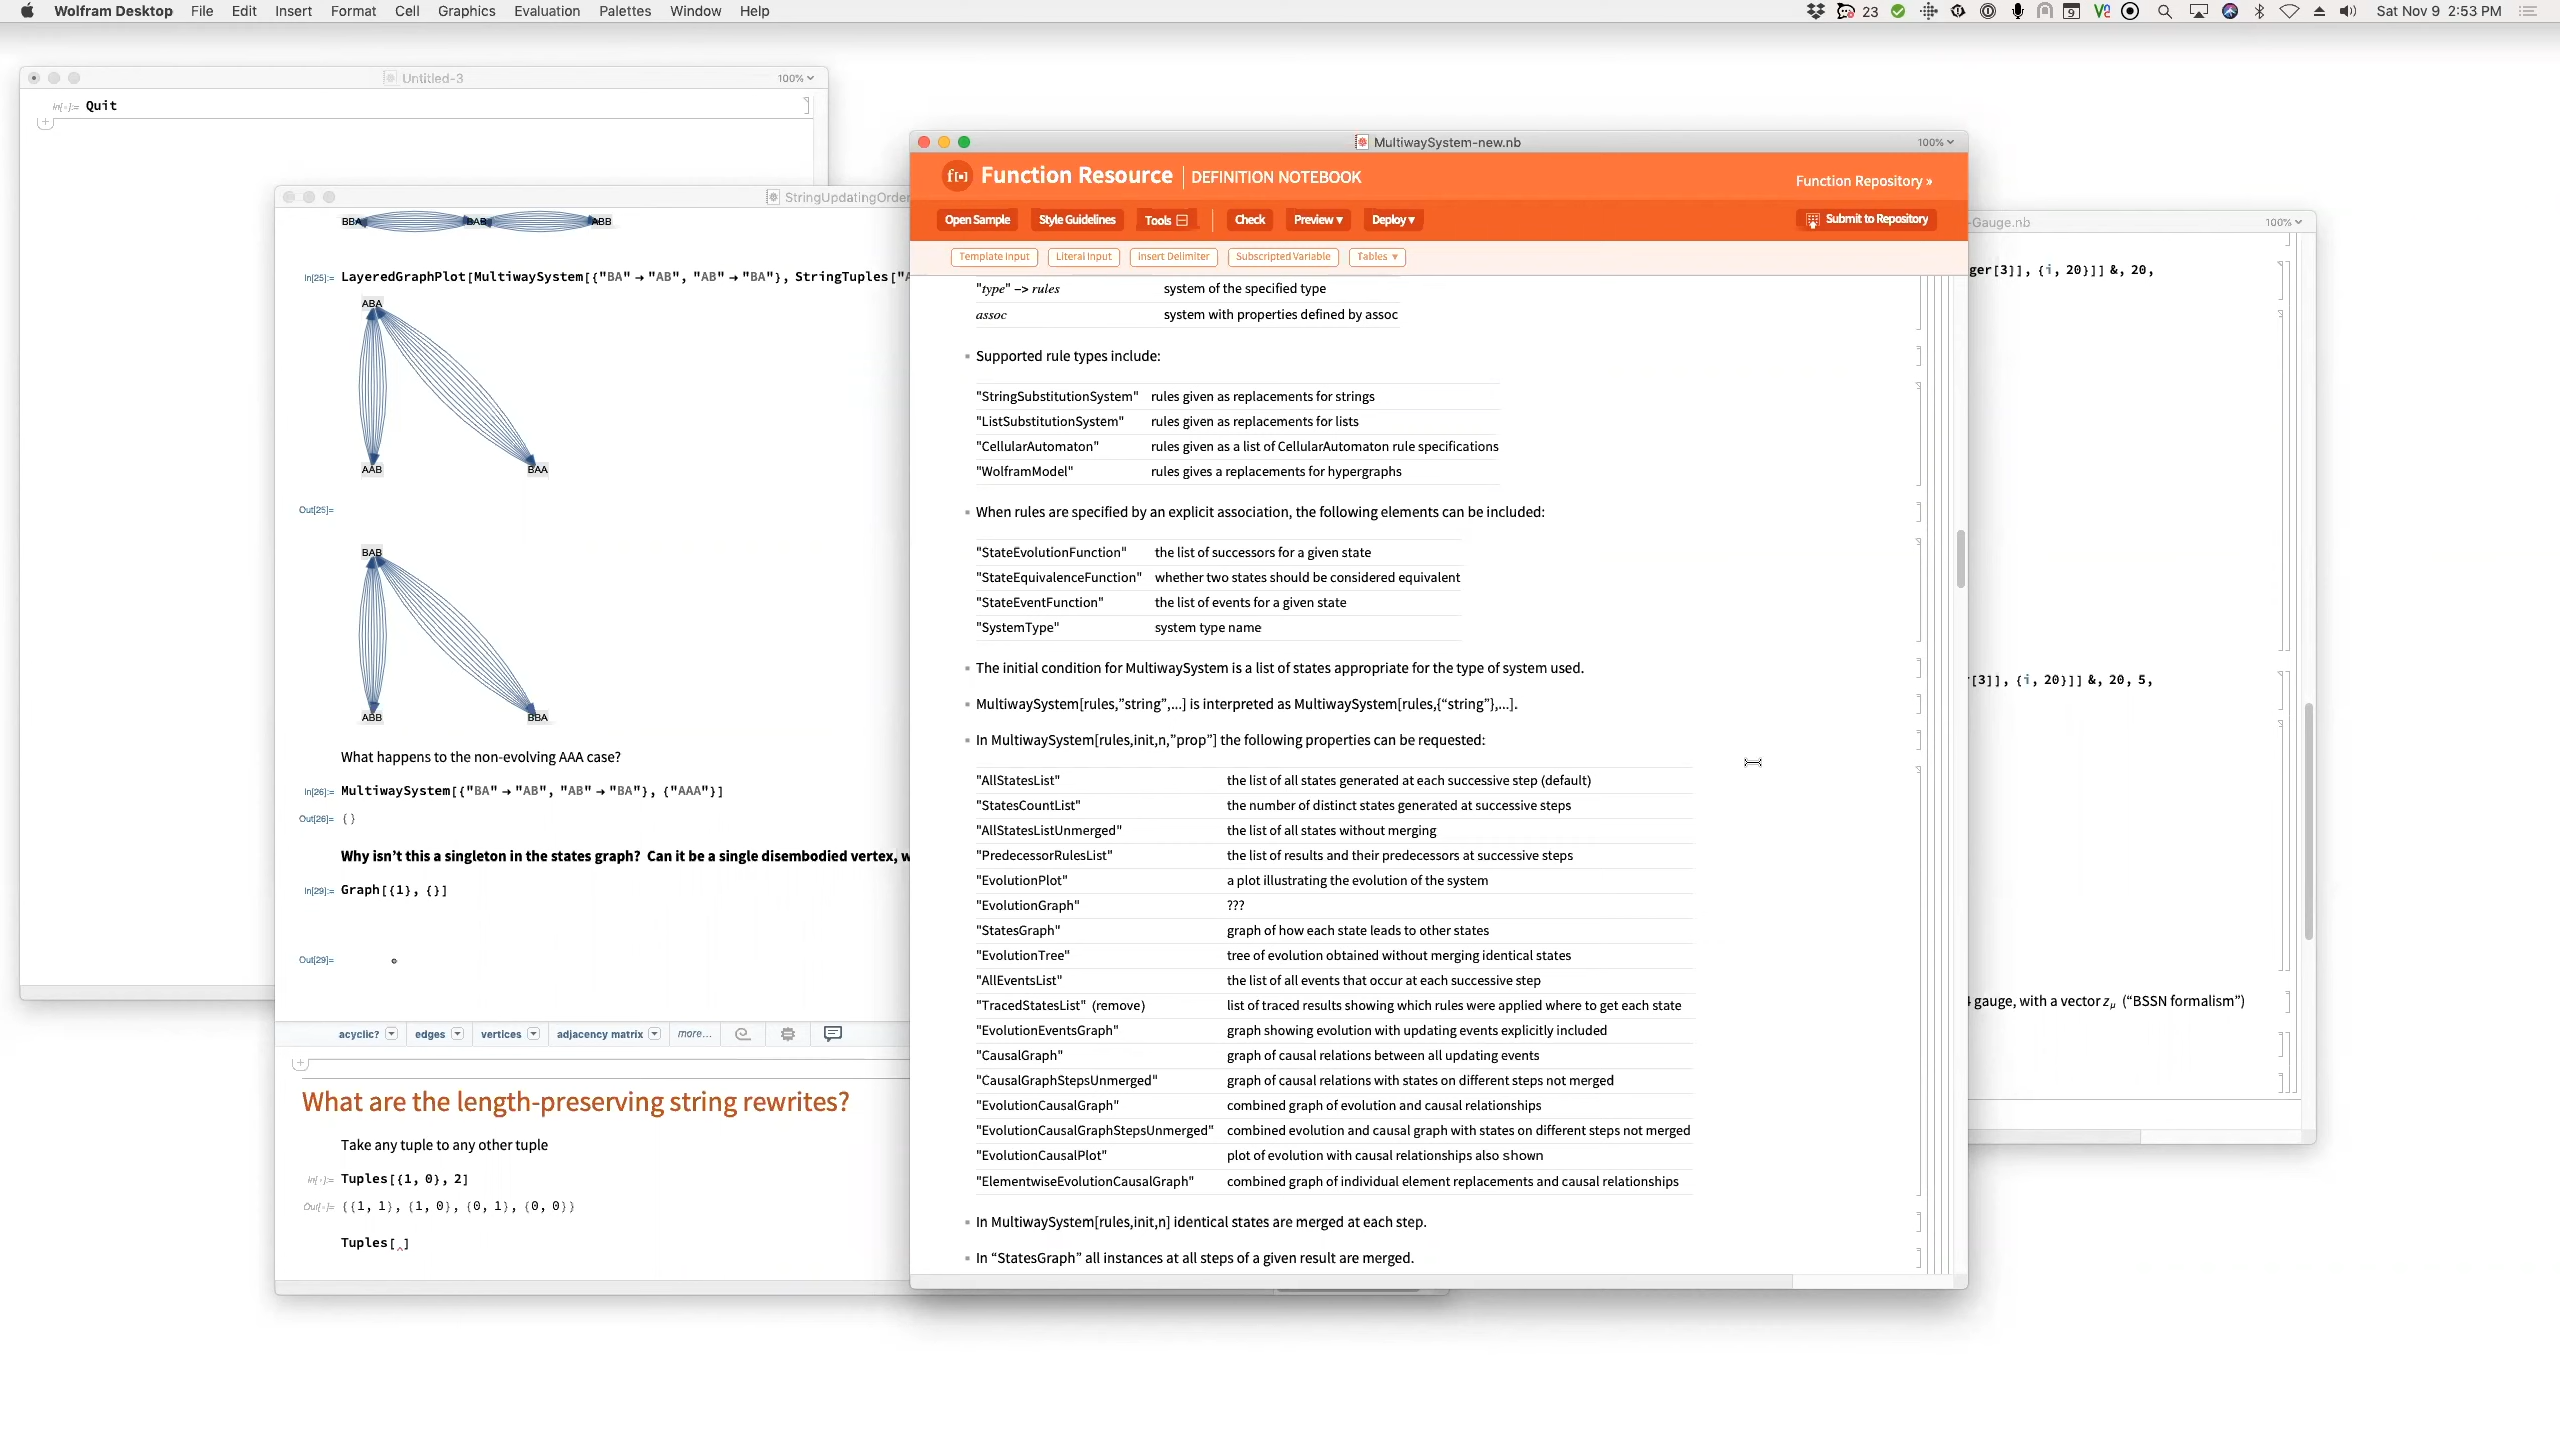 Wolfram Desktop File Edit Insert Format Cell Graphics Evaluation Palettes Window Help
23
9
Sat Nov 9 2:53 PM
Untitled-3
100%
In[·]:= Quit
StringUpdatingOrder
BBA BAB ABB
In[25]:= LayeredGraphPlot[MultiwaySystem[{"BA" → "AB", "AB" → "BA"}, StringTuples["A
ABA
AAB BAA
Out[25]=
BAB
ABB BBA
What happens to the non-evolving AAA case?
In[26]:= MultiwaySystem[{"BA" → "AB", "AB" → "BA"}, {"AAA"}]
Out[26]= {}
Why isn’t this a singleton in the states graph? Can it be a single disembodied vertex, w
In[29]:= Graph[{1}, {}]
Out[29]=
acyclic? edges vertices adjacency matrix more...
What are the length-preserving string rewrites?
Take any tuple to any other tuple
In[·]:= Tuples[{1, 0}, 2]
Out[·]= {{1, 1}, {1, 0}, {0, 1}, {0, 0}}
Tuples[ ]
MultiwaySystem-new.nb
100%
Function Resource | DEFINITION NOTEBOOK
Function Repository »
Open Sample Style Guidelines Tools Check Preview ▾ Deploy ▾ Submit to Repository
Template Input Literal Input Insert Delimiter Subscripted Variable Tables ▾
"type" –> rules system of the specified type
assoc system with properties defined by assoc
Supported rule types include:
"StringSubstitutionSystem" rules given as replacements for strings
"ListSubstitutionSystem" rules given as replacements for lists
"CellularAutomaton" rules given as a list of CellularAutomaton rule specifications
"WolframModel" rules gives a replacements for hypergraphs
When rules are specified by an explicit association, the following elements can be included:
"StateEvolutionFunction" the list of successors for a given state
"StateEquivalenceFunction" whether two states should be considered equivalent
"StateEventFunction" the list of events for a given state
"SystemType" system type name
The initial condition for MultiwaySystem is a list of states appropriate for the type of system used.
MultiwaySystem[rules,”string”,...] is interpreted as MultiwaySystem[rules,{“string”},...].
In MultiwaySystem[rules,init,n,”prop”] the following properties can be requested:
"AllStatesList" the list of all states generated at each successive step (default)
"StatesCountList" the number of distinct states generated at successive steps
"AllStatesListUnmerged" the list of all states without merging
"PredecessorRulesList" the list of results and their predecessors at successive steps
"EvolutionPlot" a plot illustrating the evolution of the system
"EvolutionGraph" ???
"StatesGraph" graph of how each state leads to other states
"EvolutionTree" tree of evolution obtained without merging identical states
"AllEventsList" the list of all events that occur at each successive step
"TracedStatesList" (remove) list of traced results showing which rules were applied where to get each state
"EvolutionEventsGraph" graph showing evolution with updating events explicitly included
"CausalGraph" graph of causal relations between all updating events
"CausalGraphStepsUnmerged" graph of causal relations with states on different steps not merged
"EvolutionCausalGraph" combined graph of evolution and causal relationships
"EvolutionCausalGraphStepsUnmerged" combined evolution and causal graph with states on different steps not merged
"EvolutionCausalPlot" plot of evolution with causal relationships also shown
"ElementwiseEvolutionCausalGraph" combined graph of individual element replacements and causal relationships
In MultiwaySystem[rules,init,n] identical states are merged at each step.
In “StatesGraph” all instances at all steps of a given result are merged.
-Gauge.nb
100%
ger[3]], {i, 20}]] &, 20,
[3]], {i, 20}]] &, 20, 5,
gauge, with a vector zμ (“BSSN formalism”)